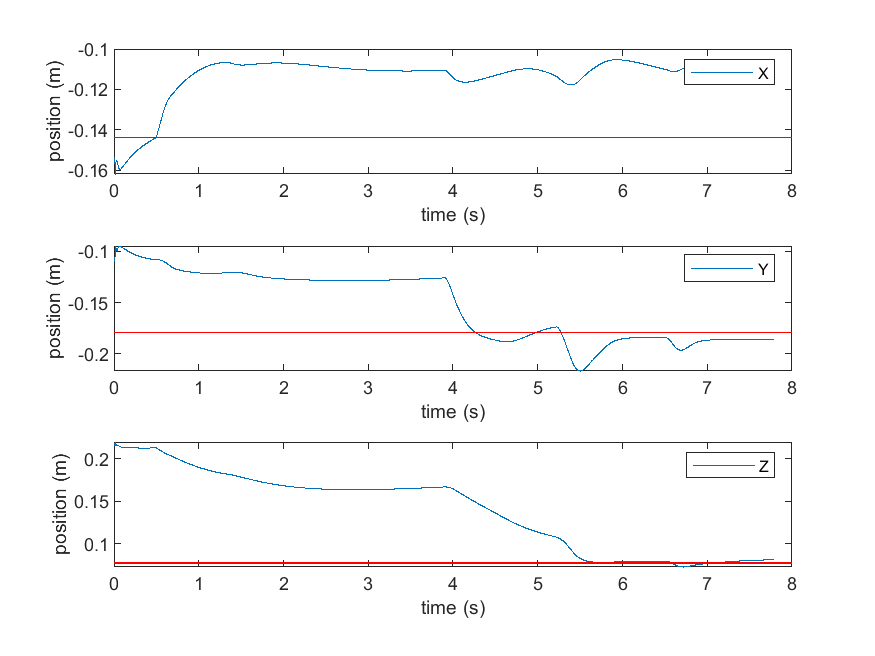 -0.1
-0.12
-0.14
-0.16
position (m)
X
0 1 2 3 4 5 6 7 8
time (s)
-0.1
-0.15
-0.2
position (m)
Y
0 1 2 3 4 5 6 7 8
time (s)
0.2
0.15
0.1
position (m)
Z
0 1 2 3 4 5 6 7 8
time (s)